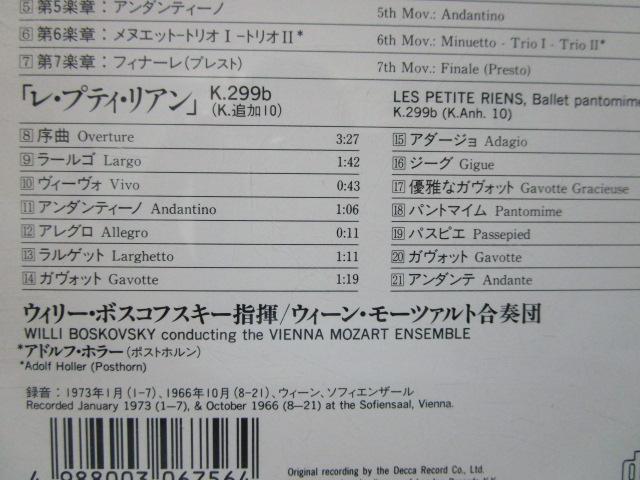 ⑤ 第5楽章：アンダンティーノ 5th Mov.: Andantino
⑥ 第6楽章：メヌエット-トリオⅠ-トリオⅡ* 6th Mov.: Minuetto - Trio I - Trio II*
⑦ 第7楽章：フィナーレ（プレスト） 7th Mov.: Finale (Presto)
「レ・プティ・リアン」 K.299b (K.追加10)
LES PETITE RIENS, Ballet pantomime
K.299b (K.Anh. 10)
⑧ 序曲 Overture 3:27
⑨ ラールゴ Largo 1:42
⑩ ヴィーヴォ Vivo 0:43
⑪ アンダンティーノ Andantino 1:06
⑫ アレグロ Allegro 0:11
⑬ ラルゲット Larghetto 1:11
⑭ ガヴォット Gavotte 1:19
⑮ アダージョ Adagio
⑯ ジーグ Gigue
⑰ 優雅なガヴォット Gavotte Gracieuse
⑱ パントマイム Pantomime
⑲ パスピエ Passepied
⑳ ガヴォット Gavotte
㉑ アンダンテ Andante
ウィリー・ボスコフスキー指揮/ウィーン・モーツァルト合奏団
WILLI BOSKOVSKY conducting the VIENNA MOZART ENSEMBLE
*アドルフ・ホラー（ポストホルン）
*Adolf Holler (Posthorn)
録音：1973年1月（1-7）、1966年10月（8-21）、ウィーン、ソフィエンザール
Recorded January 1973 (1—7), & October 1966 (8—21) at the Sofiensaal, Vienna.
4 988003 067564
Original recording by the Decca Record Co., Ltd.